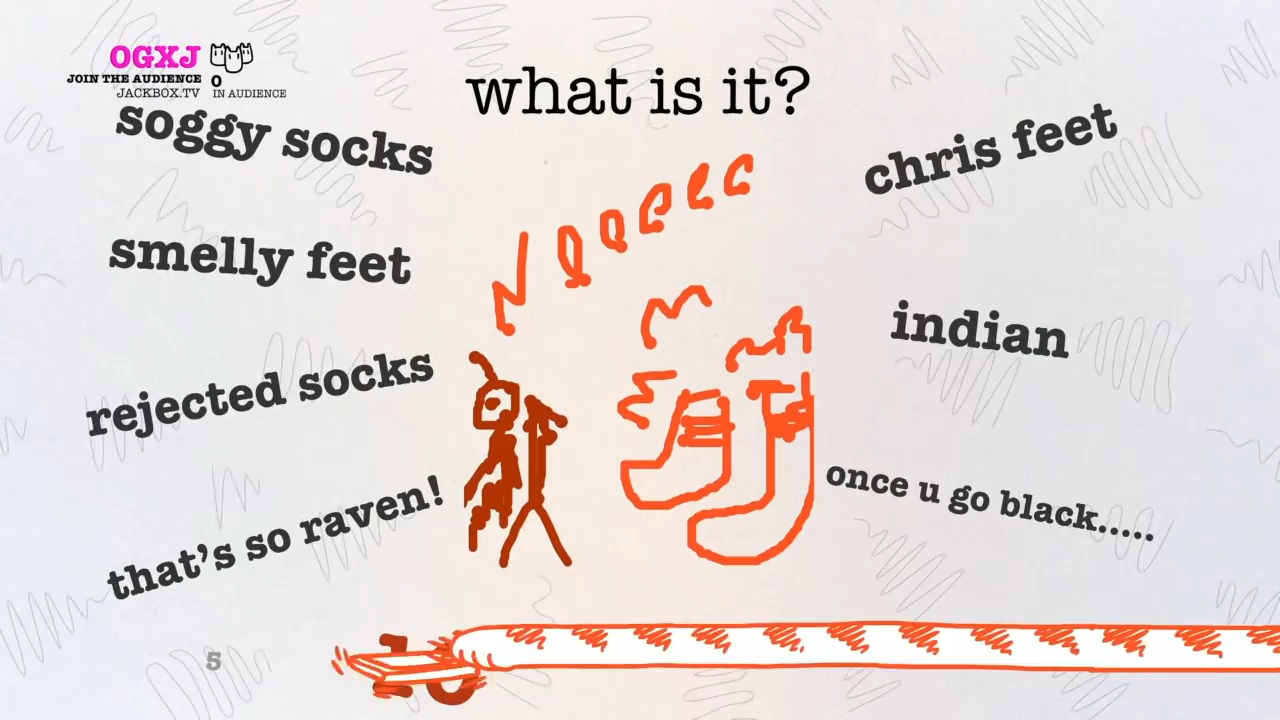 OGXJ
JOIN THE AUDIENCE 0
JACKBOX.TV IN AUDIENCE
what is it?
soggy socks
chris feet
smelly feet
indian
rejected socks
once u go black.....
that's so raven!
5